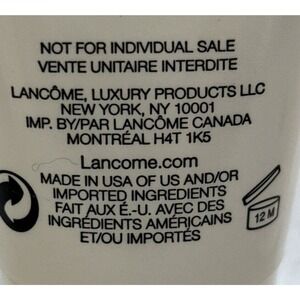 NOT FOR INDIVIDUAL SALE
VENTE UNITAIRE INTERDITE
LANCÔME, LUXURY PRODUCTS LLC
NEW YORK, NY 10001
IMP. BY/PAR LANCÔME CANADA
MONTRÉAL H4T 1K5
Lancome.com
MADE IN USA OF US AND/OR
IMPORTED INGREDIENTS
FAIT AUX É.-U. AVEC DES
INGRÉDIENTS AMÉRICAINS
ET/OU IMPORTÉS
12 M